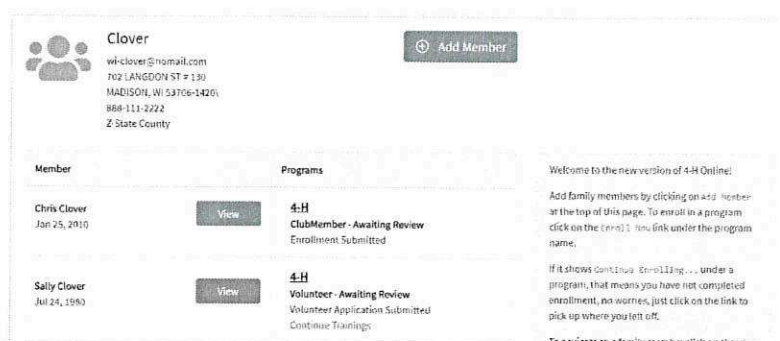 Clover
Add Member
wi-clover@nomail.com
702 LANGDON ST # 130
MADISON, WI 53706-1420
888-111-2222
Z-State County
Member
Programs
Chris Clover
Jan 25, 2010
View
4-H
ClubMember - Awaiting Review
Enrollment Submitted
Sally Clover
Jul 24, 1980
View
4-H
Volunteer - Awaiting Review
Volunteer Application Submitted
Continue Trainings
Welcome to the new version of 4-H Online!
Add family members by clicking on Add Member
at the top of this page. To enroll in a program
click on the Enroll Now link under the program
name.
If it shows Continue Enrolling... under a
program, that means you have not completed
enrollment, no worries, just click on the link to
pick up where you left off.